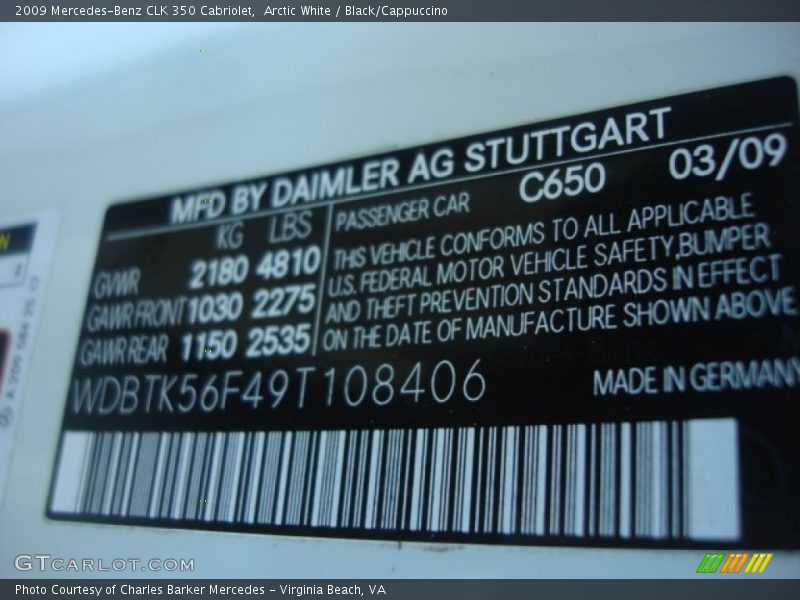 2009 Mercedes-Benz CLK 350 Cabriolet, Arctic White / Black/Cappuccino
MFD BY DAIMLER AG STUTTGART
KG LBS
GVWR 2180 4810
GAWR FRONT 1030 2275
GAWR REAR 1150 2535
PASSENGER CAR C650 03/09
THIS VEHICLE CONFORMS TO ALL APPLICABLE
U.S. FEDERAL MOTOR VEHICLE SAFETY, BUMPER
AND THEFT PREVENTION STANDARDS IN EFFECT
ON THE DATE OF MANUFACTURE SHOWN ABOVE
WDBTK56F49T108406
MADE IN GERMANY
GTCARLOT.COM
Photo Courtesy of Charles Barker Mercedes - Virginia Beach, VA